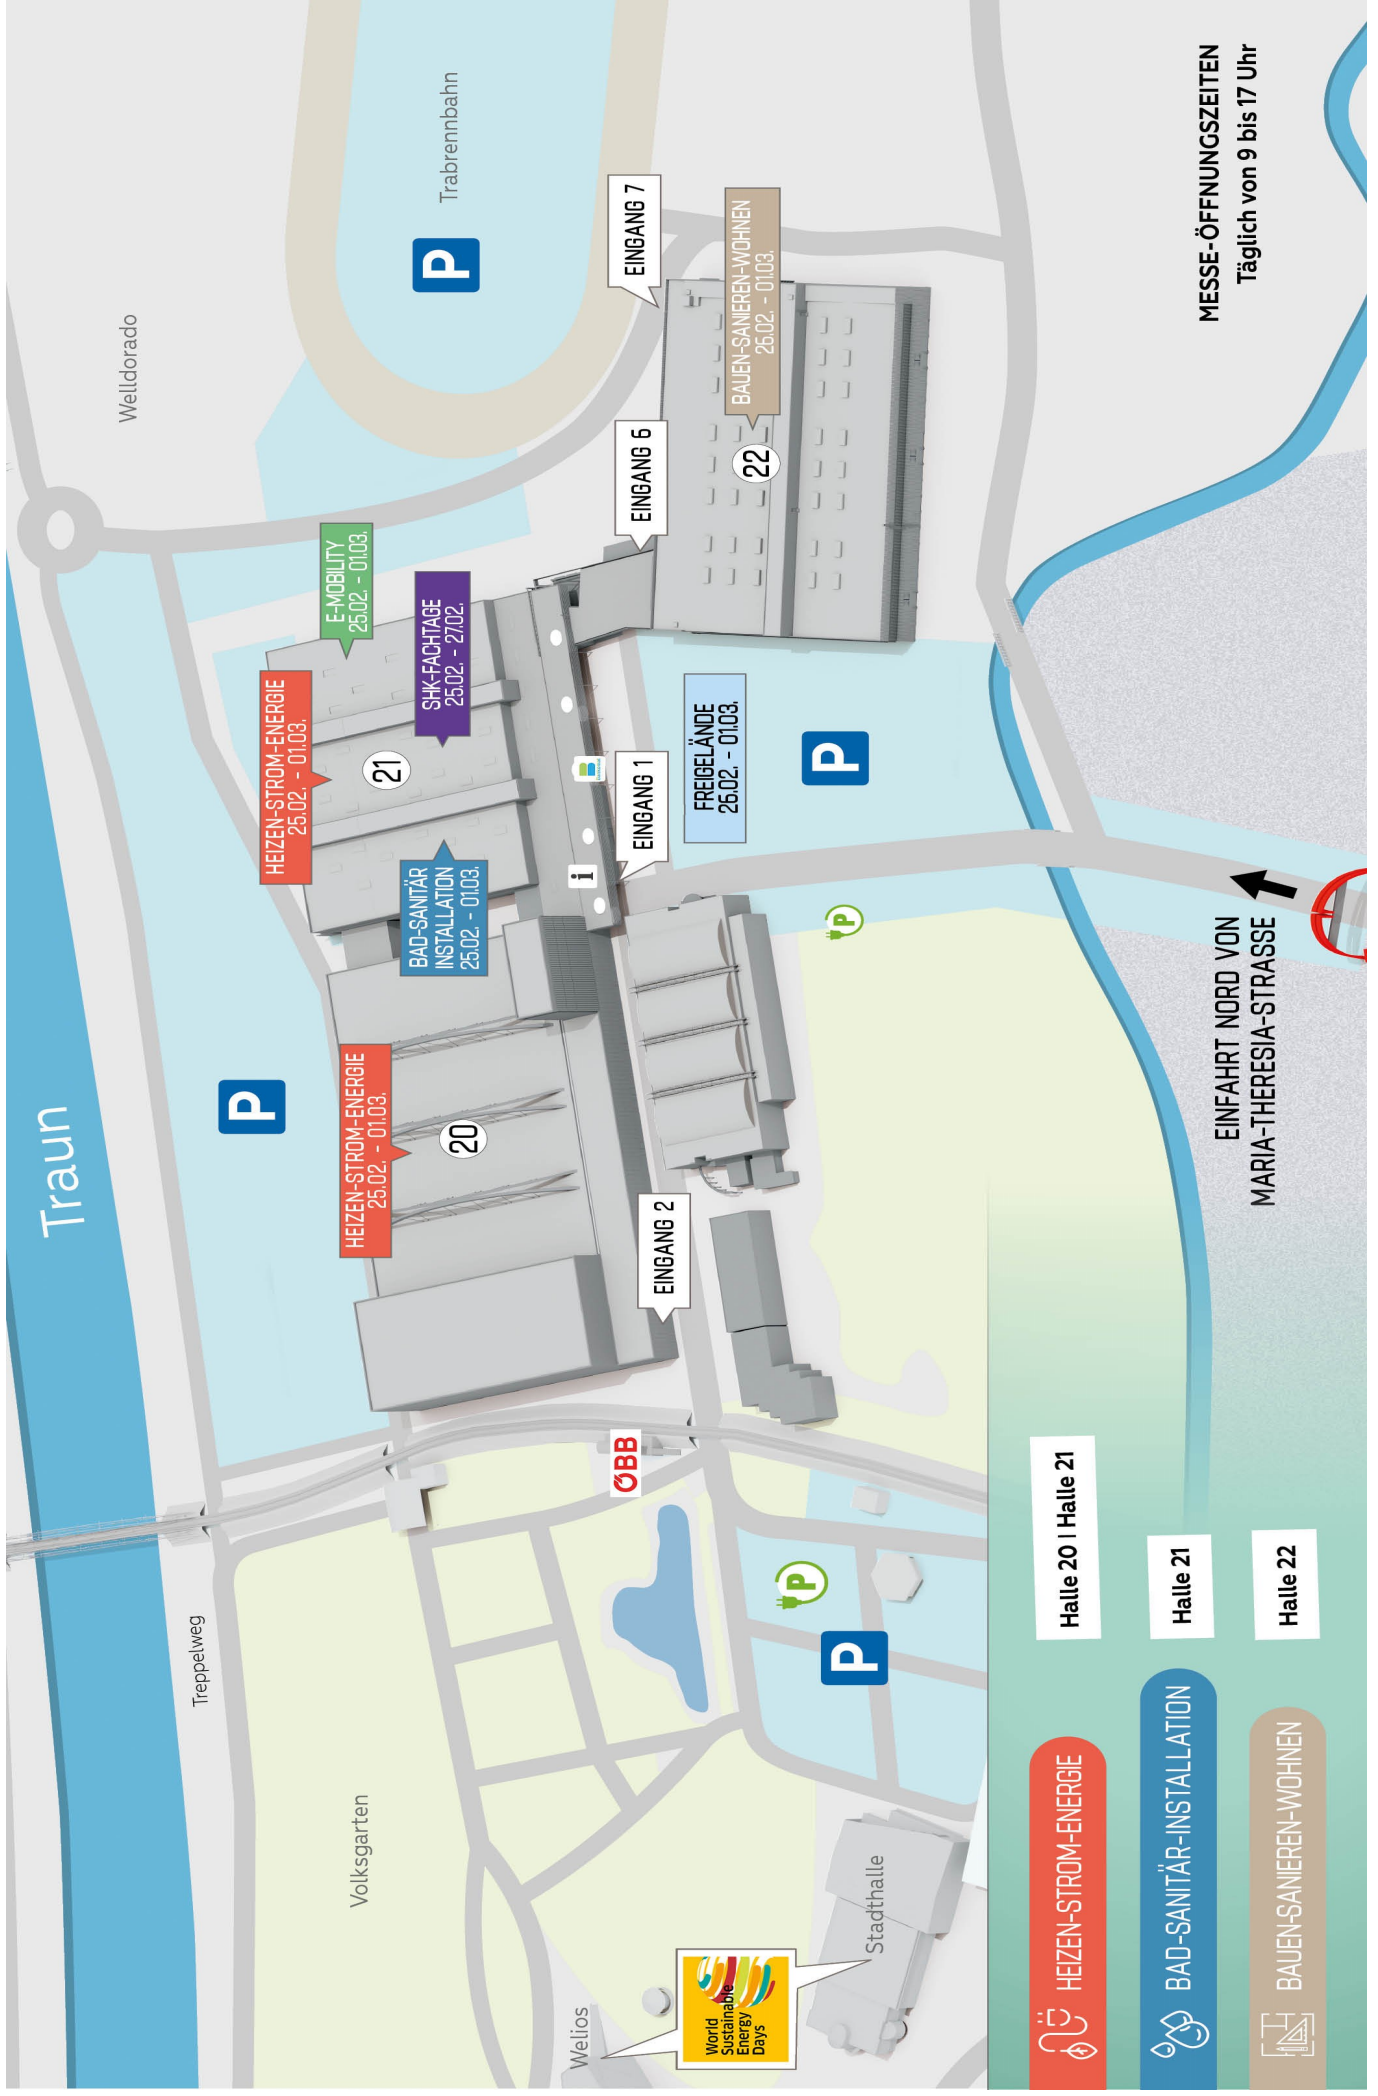 Traun
Treppelweg
Volksgarten
Welios
World
Sustainable
Energy
Days
Stadthalle
ÖBB
P
P
P
P
P
P
Welldorado
Trabrennbahn
HEIZEN-STROM-ENERGIE
25.02. - 01.03.
20
HEIZEN-STROM-ENERGIE
25.02. - 01.03.
BAD-SANITÄR
INSTALLATION
25.02. - 01.03.
21
SHK-FACHTAGE
25.02. - 27.02.
E-MOBILITY
25.02. - 01.03.
i
B
EINGANG 2
EINGANG 1
EINGANG 6
EINGANG 7
FREIGELÄNDE
26.02. - 01.03.
22
BAUEN-SANIEREN-WOHNEN
26.02. - 01.03.
MESSE-ÖFFNUNGSZEITEN
Täglich von 9 bis 17 Uhr
EINFAHRT NORD VON
MARIA-THERESIA-STRASSE
HEIZEN-STROM-ENERGIE
Halle 20 I Halle 21
BAD-SANITÄR-INSTALLATION
Halle 21
BAUEN-SANIEREN-WOHNEN
Halle 22